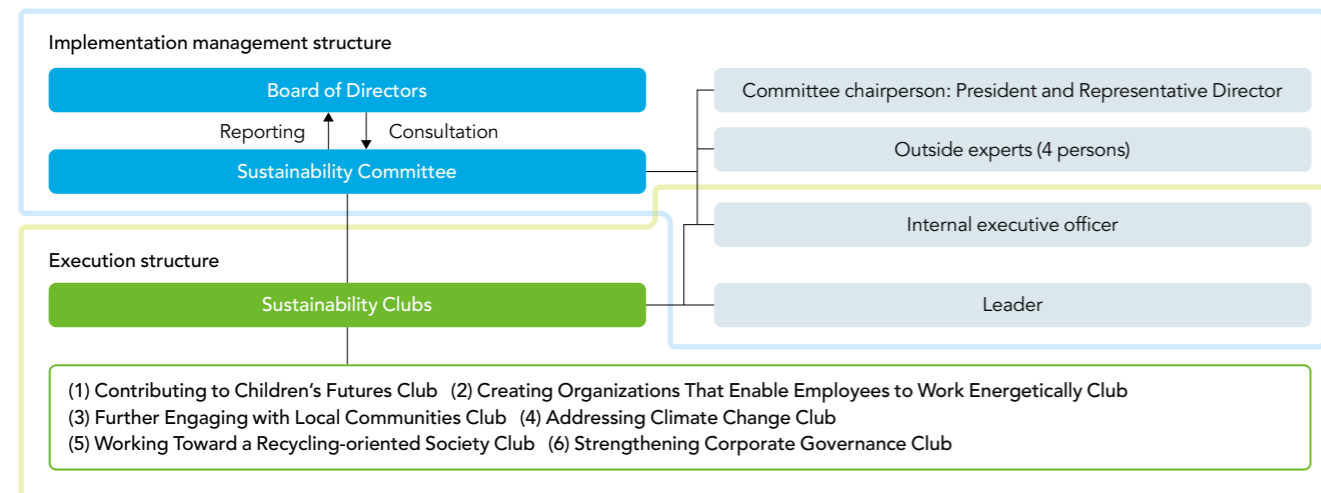 Implementation management structure
Board of Directors
Committee chairperson: President and Representative Director
Reporting
Consultation
Outside experts (4 persons)
Sustainability Committee
Internal executive officer
Execution structure
Sustainability Clubs
Leader
(1) Contributing to Children’s Futures Club (2) Creating Organizations That Enable Employees to Work Energetically Club
(3) Further Engaging with Local Communities Club (4) Addressing Climate Change Club
(5) Working Toward a Recycling-oriented Society Club (6) Strengthening Corporate Governance Club